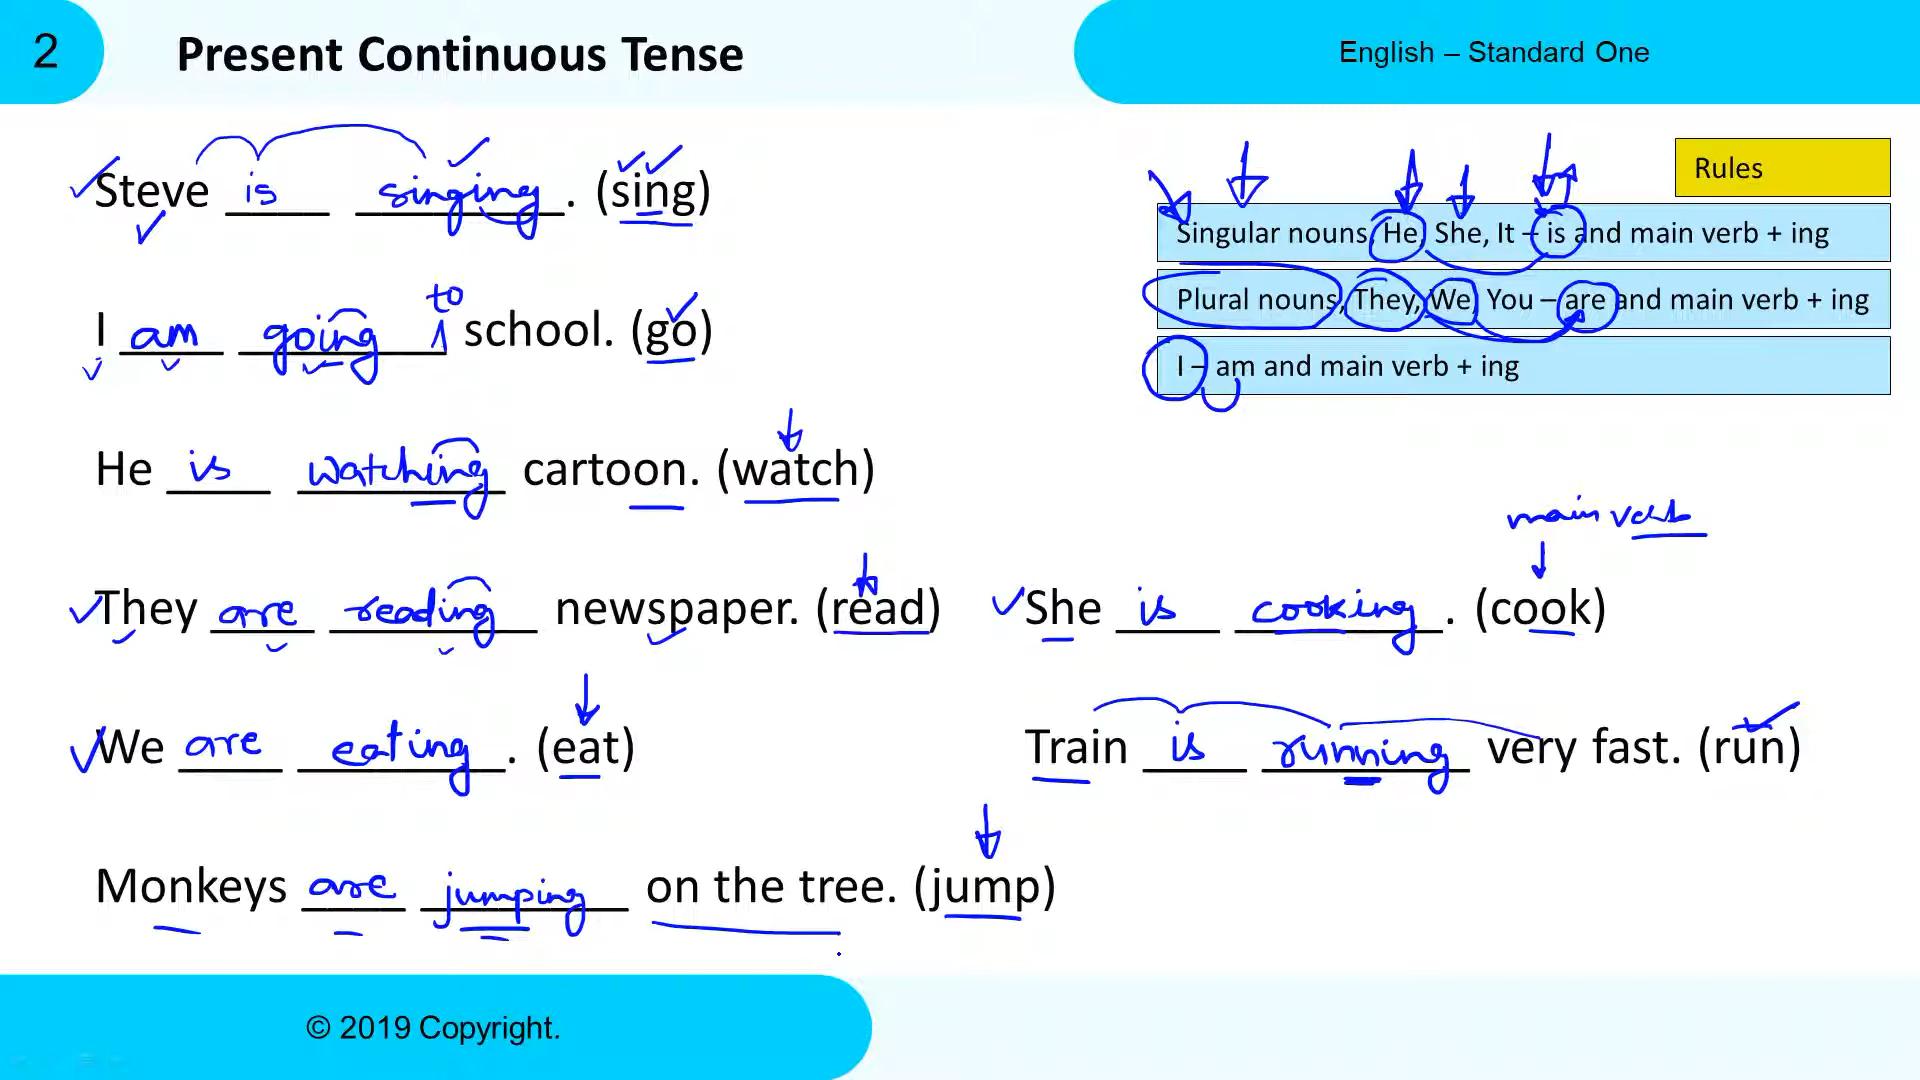 2 Present Continuous Tense English – Standard One
Rules
Singular nouns, He, She, It – is and main verb + ing
Plural nouns, They, We, You – are and main verb + ing
I – am and main verb + ing
Steve is singing. (sing)
I am going to school. (go)
He is watching cartoon. (watch)
They are reading newspaper. (read)
We are eating. (eat)
Monkeys are jumping on the tree. (jump)
main verb
She is cooking. (cook)
Train is running very fast. (run)
© 2019 Copyright.